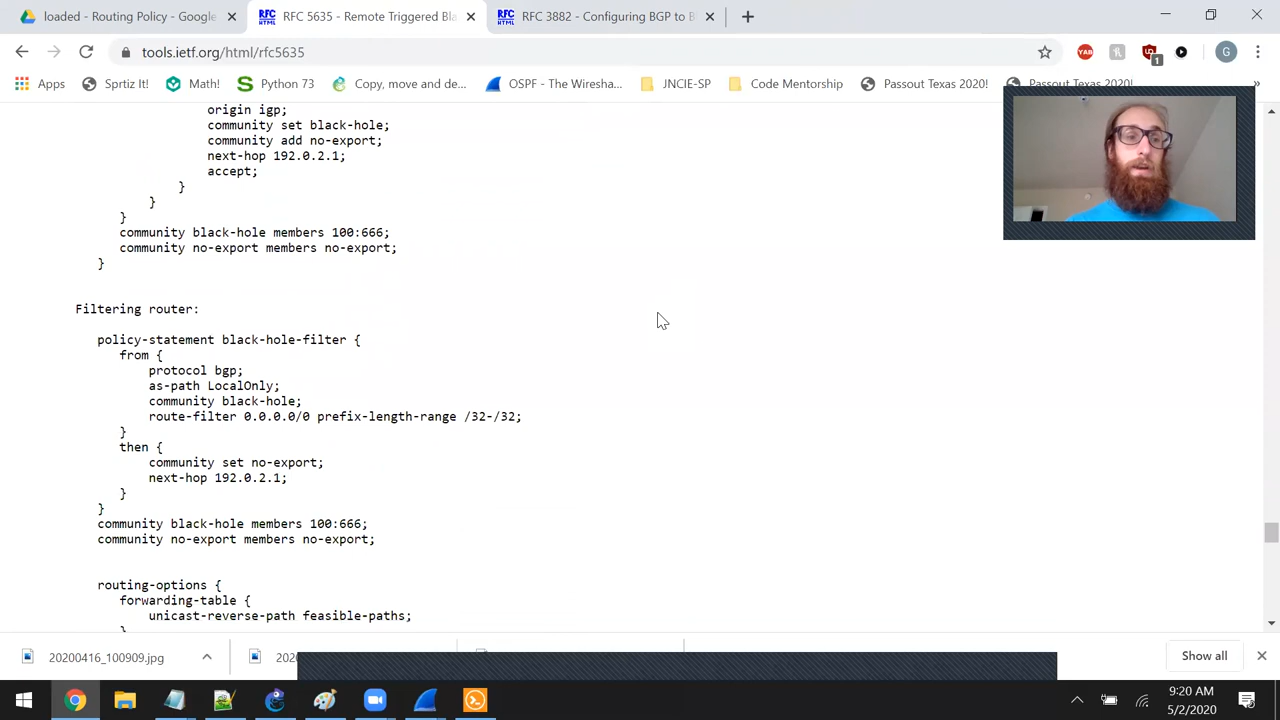 loaded - Routing Policy - Google
RFC 5635 - Remote Triggered Bla
RFC 3882 - Configuring BGP to
tools.ietf.org/html/rfc5635
Apps
Sprtiz It!
Math!
Python 73
Copy, move and de...
OSPF - The Wiresha...
JNCIE-SP
Code Mentorship
Passout Texas 2020!
Passout Texas 2020!
origin igp;
community set black-hole;
community add no-export;
next-hop 192.0.2.1;
accept;
}
}
}
community black-hole members 100:666;
community no-export members no-export;
}
Filtering router:
policy-statement black-hole-filter {
from {
protocol bgp;
as-path LocalOnly;
community black-hole;
route-filter 0.0.0.0/0 prefix-length-range /32-/32;
}
then {
community set no-export;
next-hop 192.0.2.1;
}
}
community black-hole members 100:666;
community no-export members no-export;
routing-options {
forwarding-table {
unicast-reverse-path feasible-paths;
}
20200416_100909.jpg
Show all
9:20 AM
5/2/2020